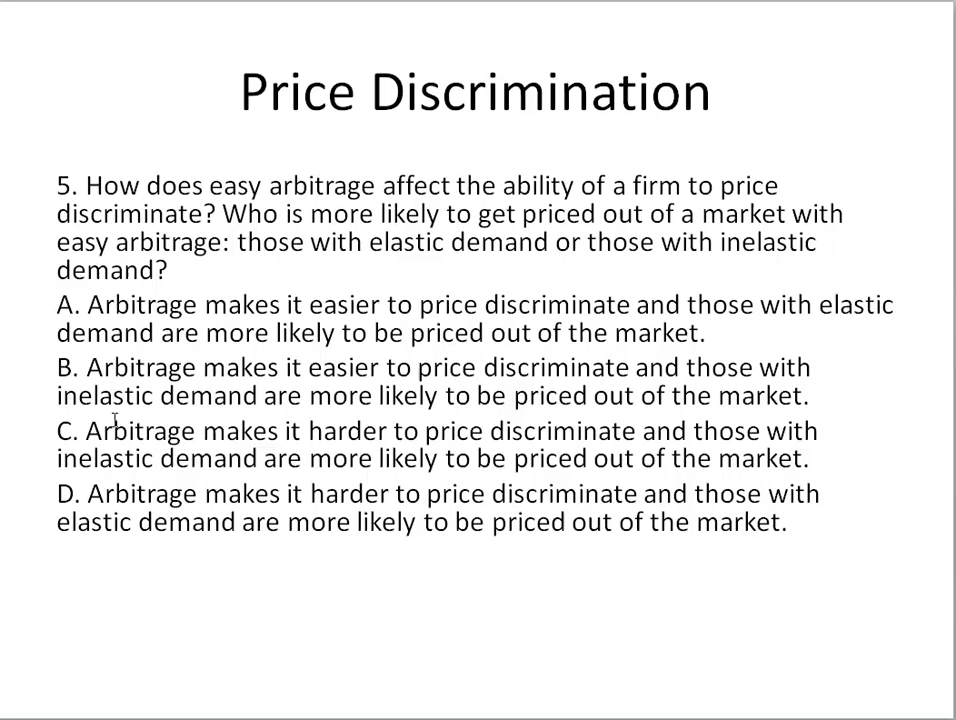 Price Discrimination
5. How does easy arbitrage affect the ability of a firm to price
discriminate? Who is more likely to get priced out of a market with
easy arbitrage: those with elastic demand or those with inelastic
demand?
A. Arbitrage makes it easier to price discriminate and those with elastic
demand are more likely to be priced out of the market.
B. Arbitrage makes it easier to price discriminate and those with
inelastic demand are more likely to be priced out of the market.
C. Arbitrage makes it harder to price discriminate and those with
inelastic demand are more likely to be priced out of the market.
D. Arbitrage makes it harder to price discriminate and those with
elastic demand are more likely to be priced out of the market.